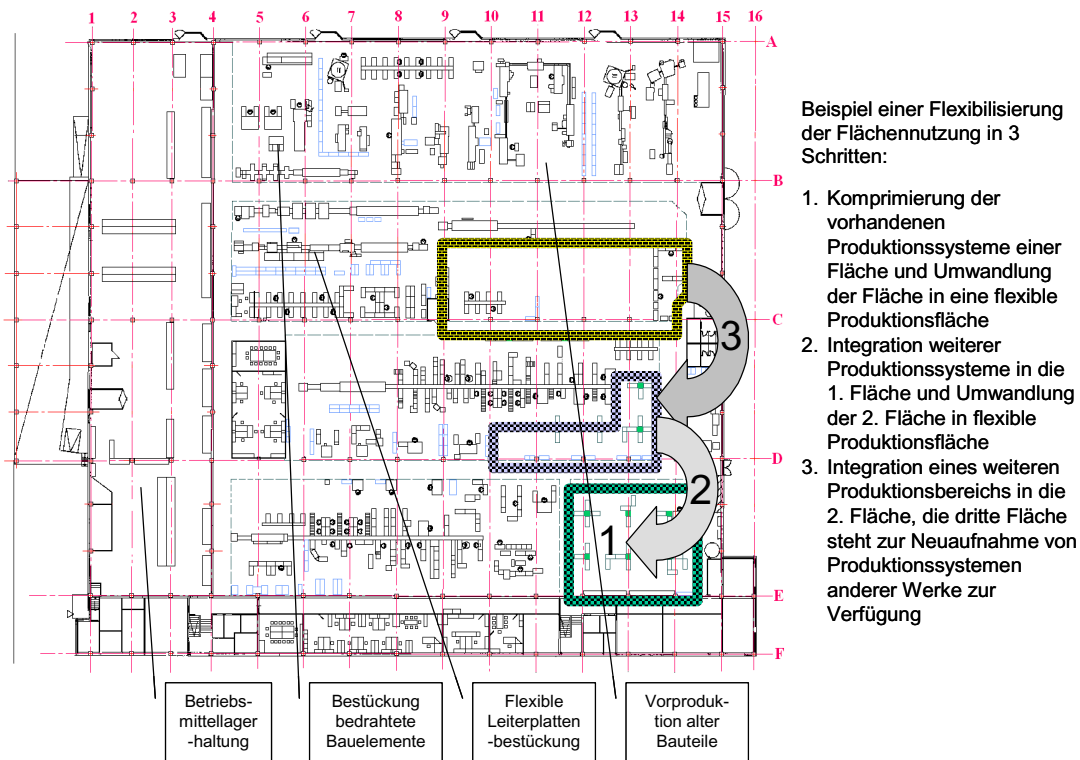 1 2 3 4 5 6 7 8 9 10 11 12 13 14 15 16
A
B
C
D
E
F
3
2
1
Beispiel einer Flexibilisierung
der Flächennutzung in 3
Schritten:
1. Komprimierung der
vorhandenen
Produktionssysteme einer
Fläche und Umwandlung
der Fläche in eine flexible
Produktionsfläche
2. Integration weiterer
Produktionssysteme in die
1. Fläche und Umwandlung
der 2. Fläche in flexible
Produktionsfläche
3. Integration eines weiteren
Produktionsbereichs in die
2. Fläche, die dritte Fläche
steht zur Neuaufnahme von
Produktionssystemen
anderer Werke zur
Verfügung
Betriebs-
mittellager
-haltung
Bestückung
bedrahtete
Bauelemente
Flexible
Leiterplatten
-bestückung
Vorproduk-
tion alter
Bauteile